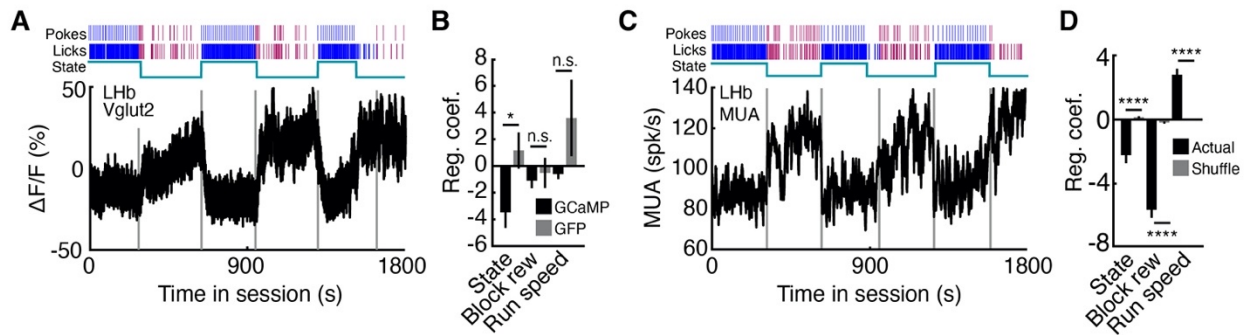 A
Pokes
Licks
State
50
0
-50
ΔF/F (%)
LHb
Vglut2
0 900 1800
Time in session (s)
B
8
6
4
2
0
-2
-4
-6
Reg. coef.
*
n.s.
n.s.
GCaMP
GFP
State
Block rew
Run speed
C
Pokes
Licks
State
140
120
100
80
60
MUA (spk/s)
LHb
MUA
0 900 1800
Time in session (s)
D
4
0
-4
-8
Reg. coef.
****
****
****
Actual
Shuffle
State
Block rew
Run speed